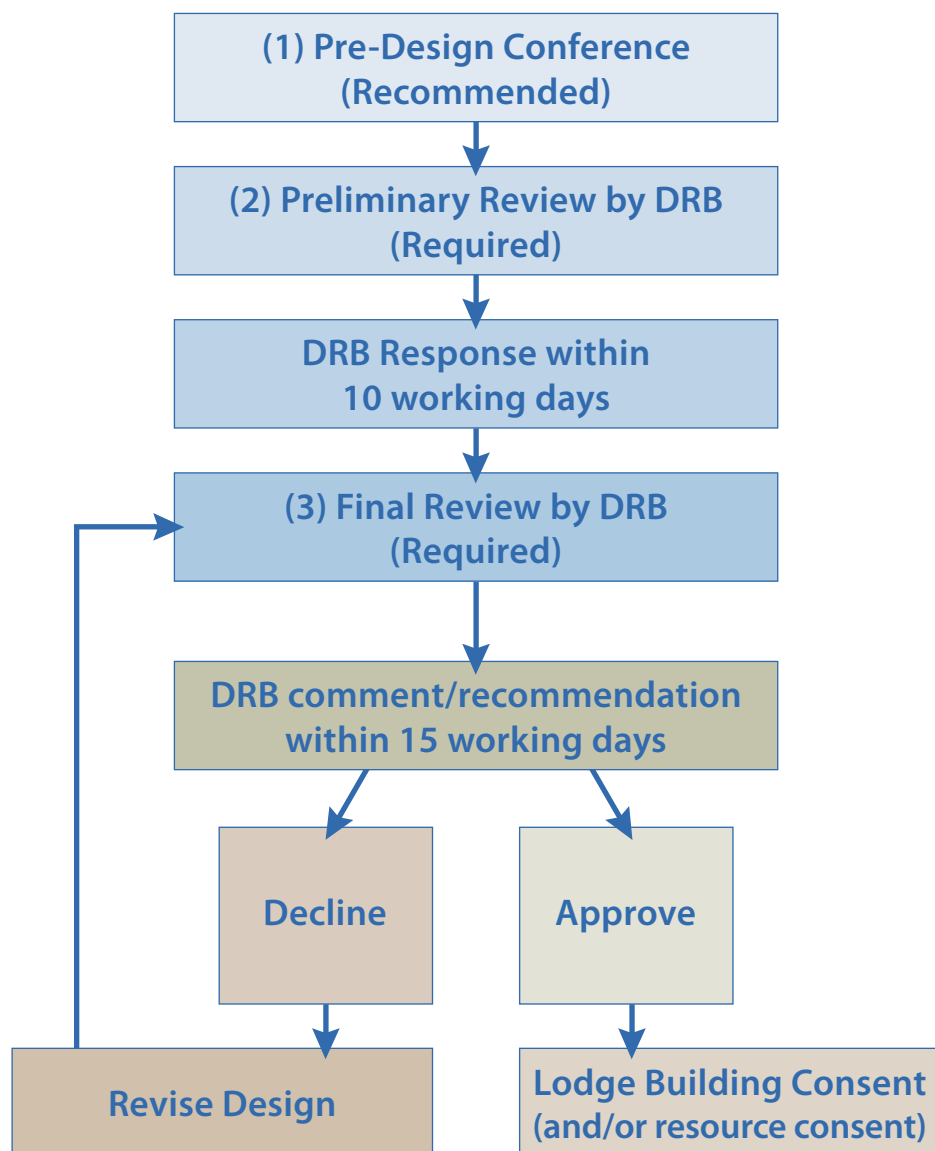 (1) Pre-Design Conference
(Recommended)
(2) Preliminary Review by DRB
(Required)
DRB Response within
10 working days
(3) Final Review by DRB
(Required)
DRB comment/recommendation
within 15 working days
Decline
Approve
Revise Design
Lodge Building Consent
(and/or resource consent)